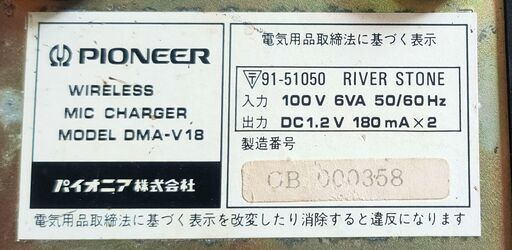 PIONEER
WIRELESS
MIC CHARGER
MODEL DMA-V18
パイオニア株式会社
電気用品取締法に基づく表示
91-51050 RIVER STONE
入力 100V 6VA 50/60Hz
出力 DC1.2V 180mA×2
製造番号
CB 000358
電気用品取締法に基づく表示を改変したり消除すると違反になります